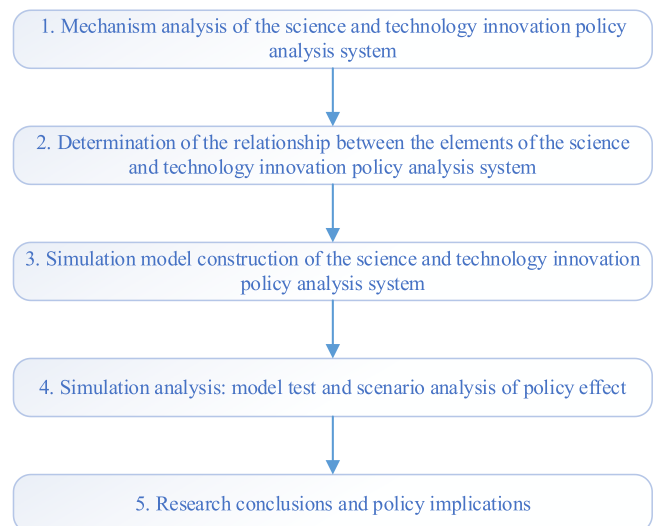 1. Mechanism analysis of the science and technology innovation policy
analysis system
2. Determination of the relationship between the elements of the science
and technology innovation policy analysis system
3. Simulation model construction of the science and technology innovation
policy analysis system
4. Simulation analysis: model test and scenario analysis of policy effect
5. Research conclusions and policy implications